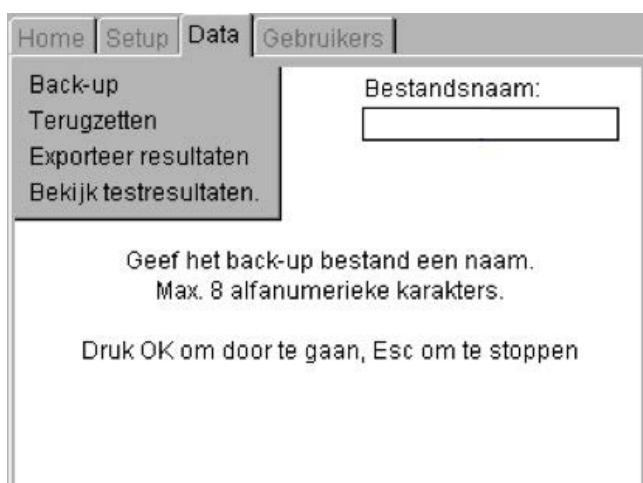 Home Setup Data Gebruikers
Back-up
Terugzetten
Exporteer resultaten
Bekijk testresultaten.
Bestandsnaam:
Geef het back-up bestand een naam.
Max. 8 alfanumerieke karakters.
Druk OK om door te gaan, Esc om te stoppen